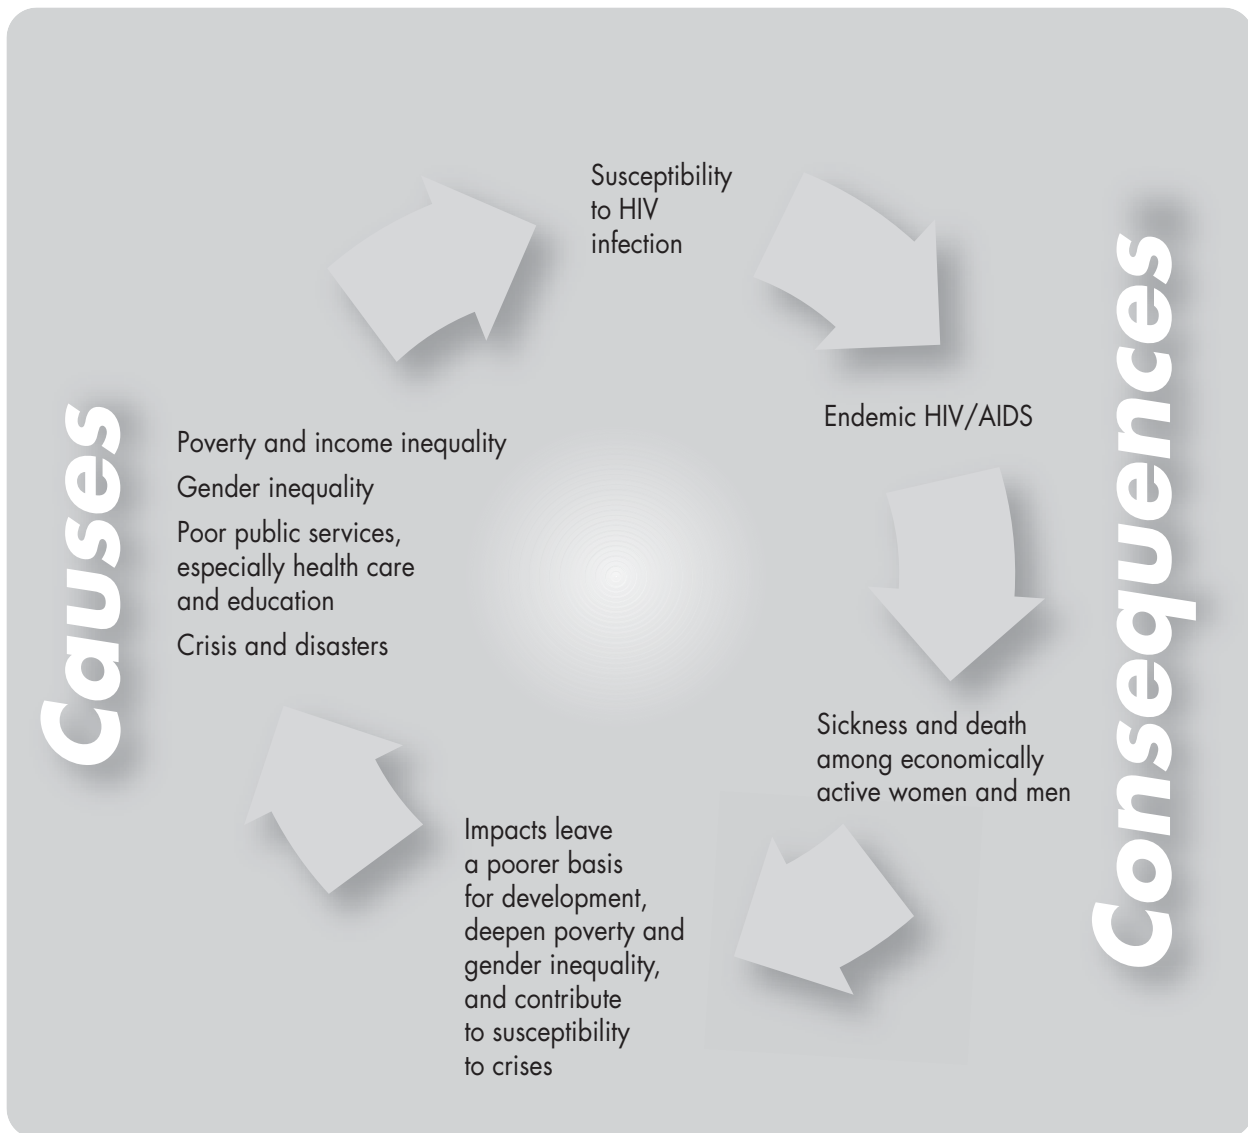 Susceptibility
to HIV
infection
Endemic HIV/AIDS
Sickness and death
among economically
active women and men
Impacts leave
a poorer basis
for development,
deepen poverty and
gender inequality,
and contribute
to susceptibility
to crises
Causes
Poverty and income inequality
Gender inequality
Poor public services,
especially health care
and education
Crisis and disasters
Consequences